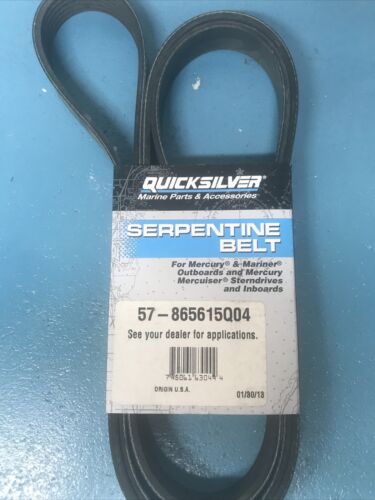 QUICKSILVER®
Marine Parts & Accessories
SERPENTINE
BELT
For Mercury® & Mariner®
Outboards and Mercury
Mercuiser® Sterndrives
and Inboards
57-865615Q04
See your dealer for applications.
ORIGIN U.S.A.
01/30/13